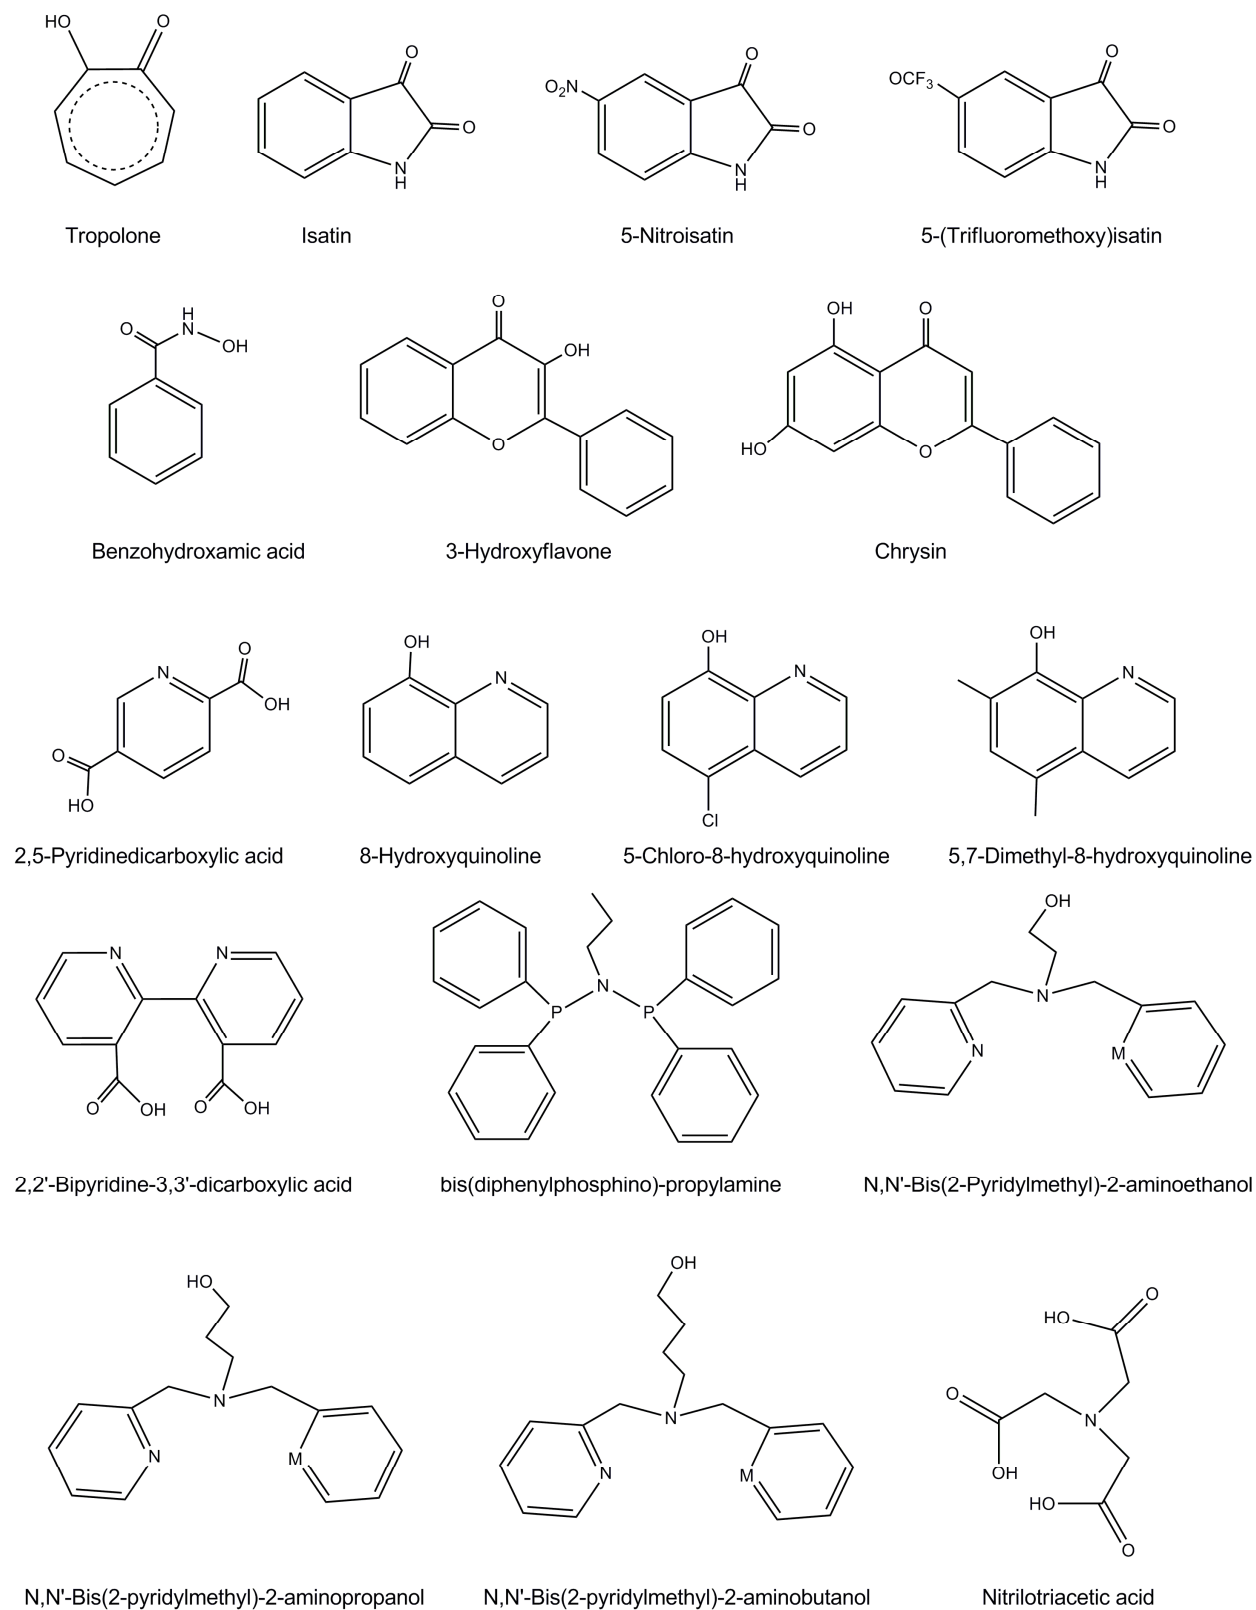 HO O
Tropolone
O
O
N
H
Isatin
O2N O
O
N
H
5-Nitroisatin
OCF3 O
O
N
H
5-(Trifluoromethoxy)isatin
O H
N
OH
Benzohydroxamic acid
O
OH
O
3-Hydroxyflavone
OH O
HO O
Chrysin
N O
OH
O
HO
2,5-Pyridinedicarboxylic acid
OH
N
8-Hydroxyquinoline
OH
N
Cl
5-Chloro-8-hydroxyquinoline
OH
N
5,7-Dimethyl-8-hydroxyquinoline
N N
O OH O OH
2,2'-Bipyridine-3,3'-dicarboxylic acid
N
P P
bis(diphenylphosphino)-propylamine
OH
N
N M
N,N'-Bis(2-Pyridylmethyl)-2-aminoethanol
HO
N
N M
N,N'-Bis(2-pyridylmethyl)-2-aminopropanol
OH
N
N M
N,N'-Bis(2-pyridylmethyl)-2-aminobutanol
O
HO
O
N
OH
HO
O
Nitrilotriacetic acid